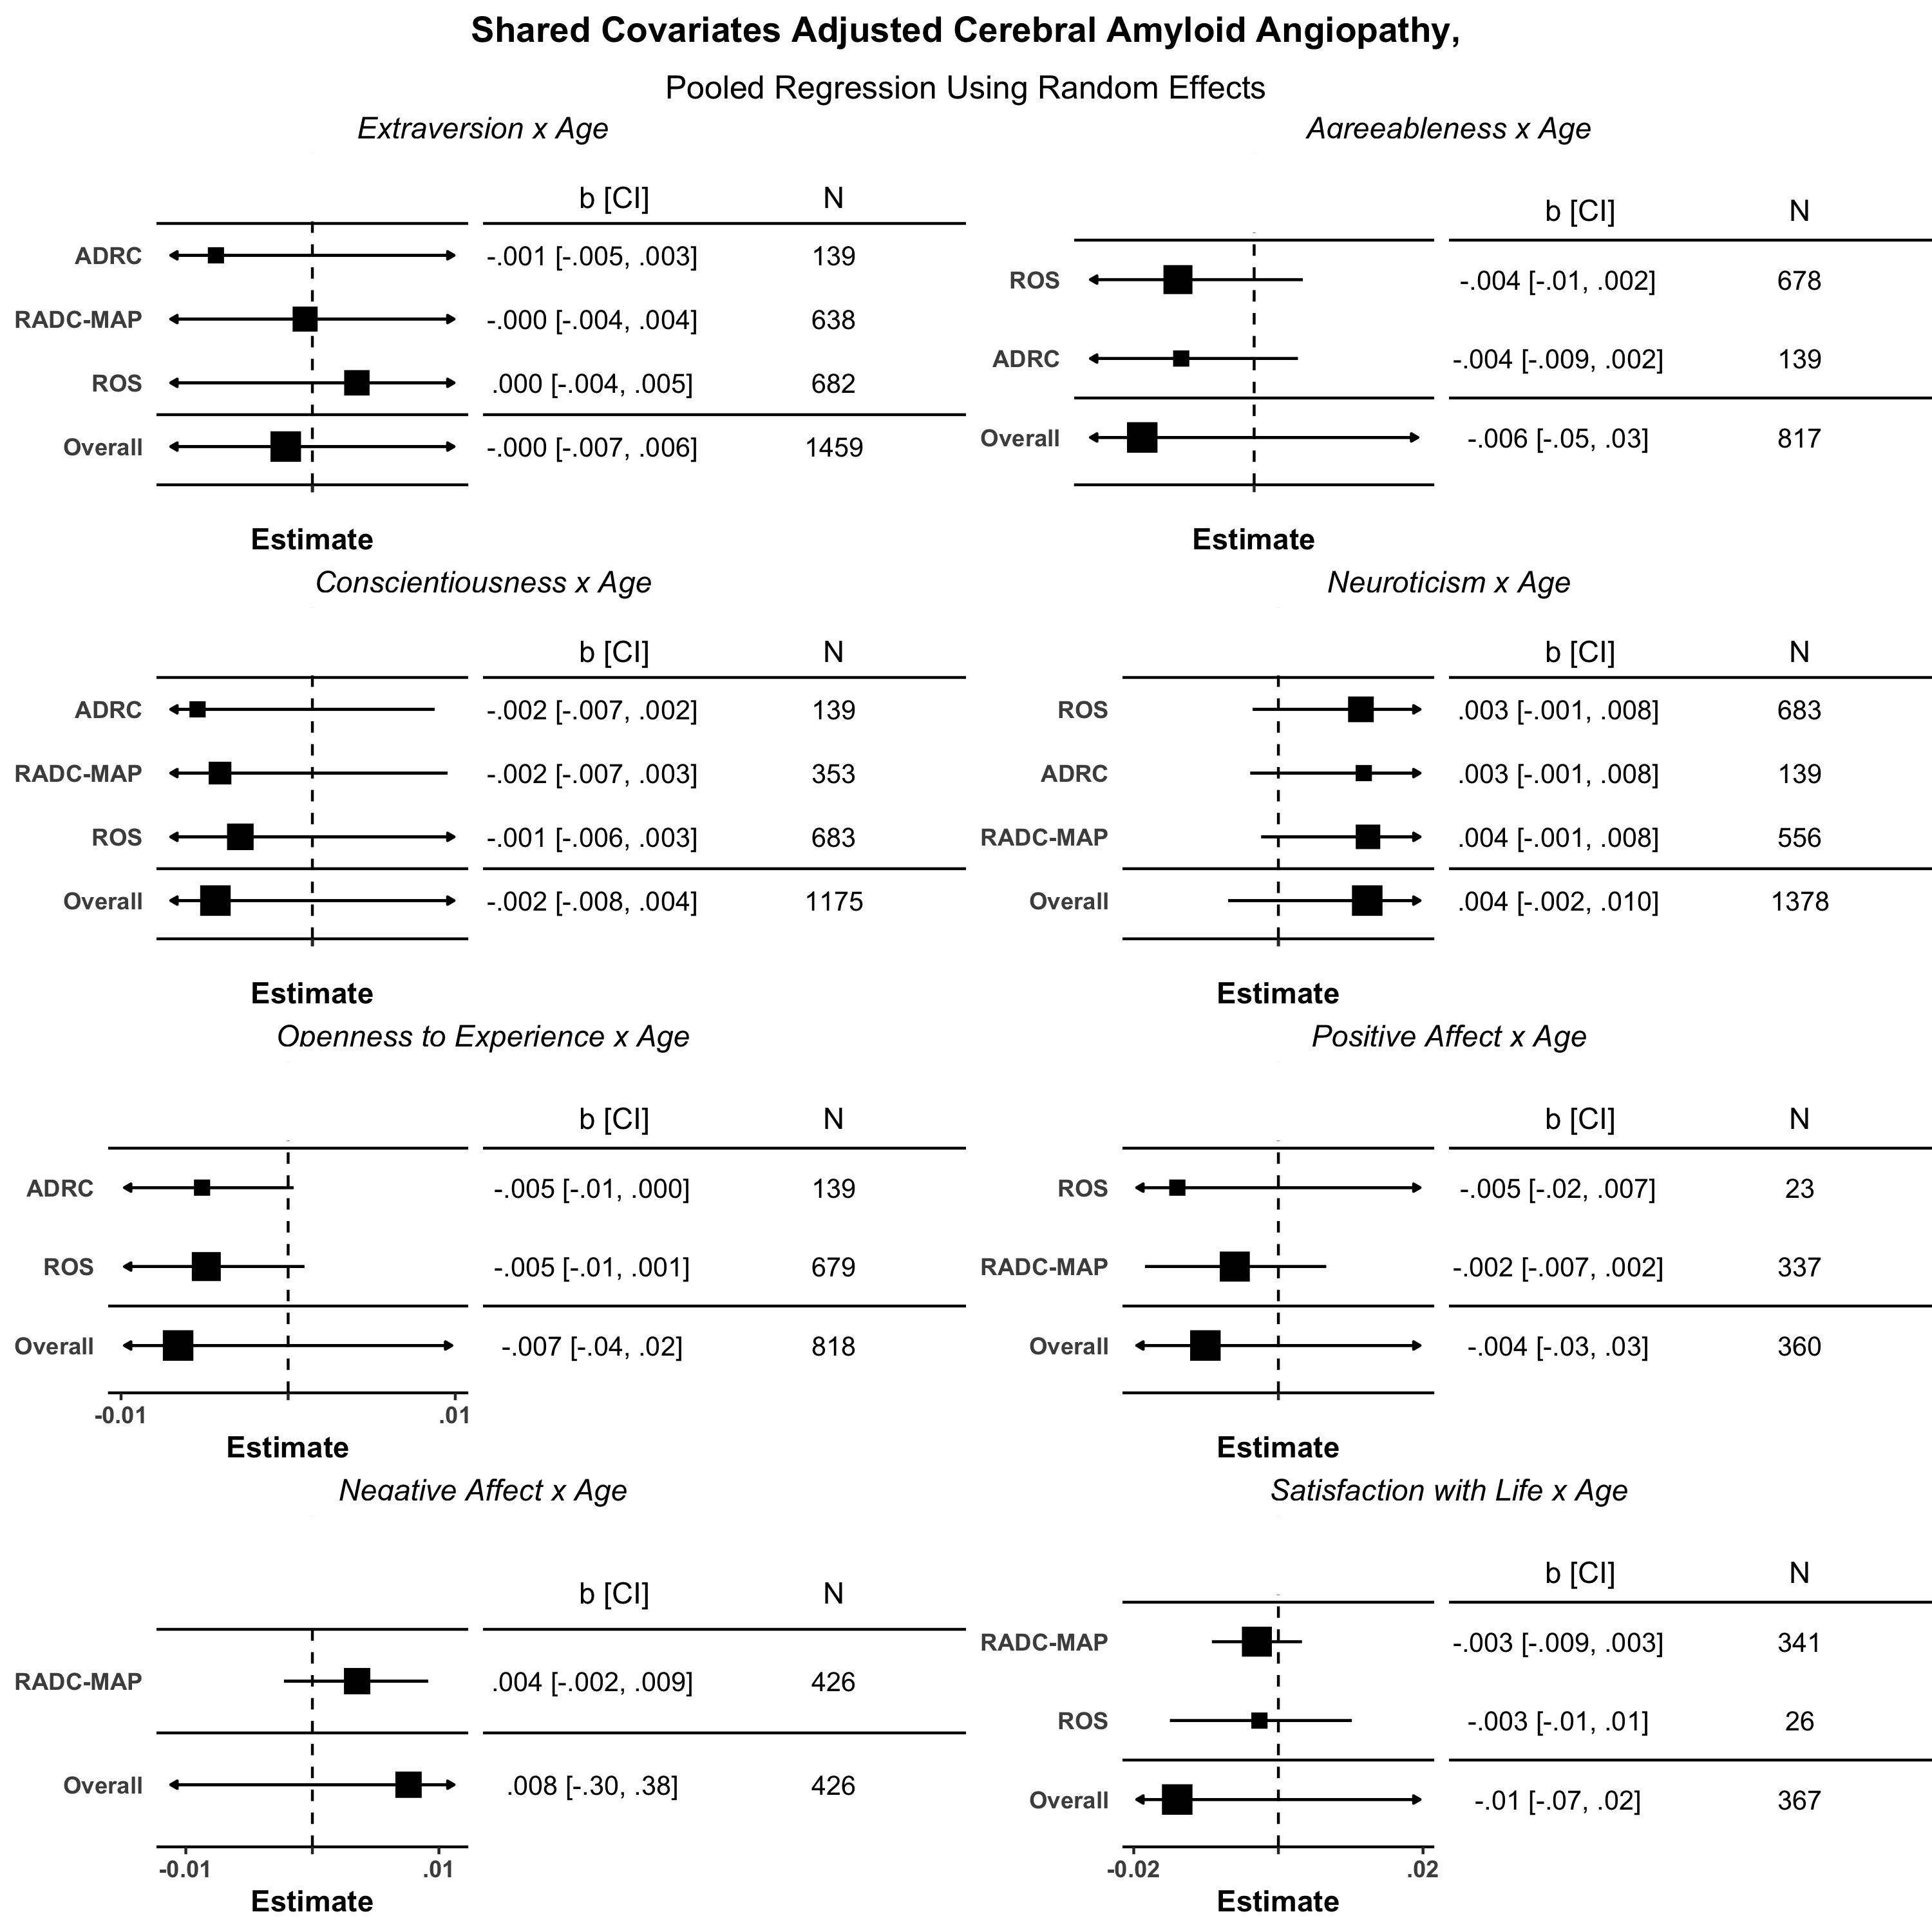 Shared Covariates Adjusted Cerebral Amyloid Angiopathy,
Pooled Regression Using Random Effects
Extraversion x Age
b [CI] N
ADRC -.001 [-.005, .003] 139
RADC-MAP -.000 [-.004, .004] 638
ROS .000 [-.004, .005] 682
Overall -.000 [-.007, .006] 1459
Estimate
Agreeableness x Age
b [CI] N
ROS -.004 [-.01, .002] 678
ADRC -.004 [-.009, .002] 139
Overall -.006 [-.05, .03] 817
Estimate
Conscientiousness x Age
b [CI] N
ADRC -.002 [-.007, .002] 139
RADC-MAP -.002 [-.007, .003] 353
ROS -.001 [-.006, .003] 683
Overall -.002 [-.008, .004] 1175
Estimate
Neuroticism x Age
b [CI] N
ROS .003 [-.001, .008] 683
ADRC .003 [-.001, .008] 139
RADC-MAP .004 [-.001, .008] 556
Overall .004 [-.002, .010] 1378
Estimate
Openness to Experience x Age
b [CI] N
ADRC -.005 [-.01, .000] 139
ROS -.005 [-.01, .001] 679
Overall -.007 [-.04, .02] 818
-0.01 .01
Estimate
Positive Affect x Age
b [CI] N
ROS -.005 [-.02, .007] 23
RADC-MAP -.002 [-.007, .002] 337
Overall -.004 [-.03, .03] 360
Estimate
Negative Affect x Age
b [CI] N
RADC-MAP .004 [-.002, .009] 426
Overall .008 [-.30, .38] 426
-0.01 .01
Estimate
Satisfaction with Life x Age
b [CI] N
RADC-MAP -.003 [-.009, .003] 341
ROS -.003 [-.01, .01] 26
Overall -.01 [-.07, .02] 367
-0.02 .02
Estimate